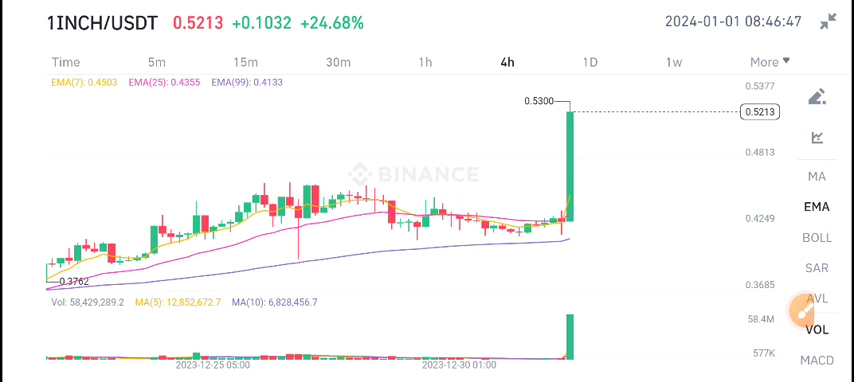 1INCH/USDT 0.5213 +0.1032 +24.68% 2024-01-01 08:46:47
Time 5m 15m 30m 1h 4h 1D 1w More
EMA(7): 0.4503 EMA(25): 0.4355 EMA(99): 0.4133
0.5377
0.5300
0.5213
0.4813
BINANCE
MA
EMA
0.4249
BOLL
SAR
0.3762
0.3685
AVL
Vol: 58,429,289.2 MA(5): 12,852,672.7 MA(10): 6,828,456.7
58.4M
VOL
577K
MACD
2023-12-25 05:00 2023-12-30 01:00